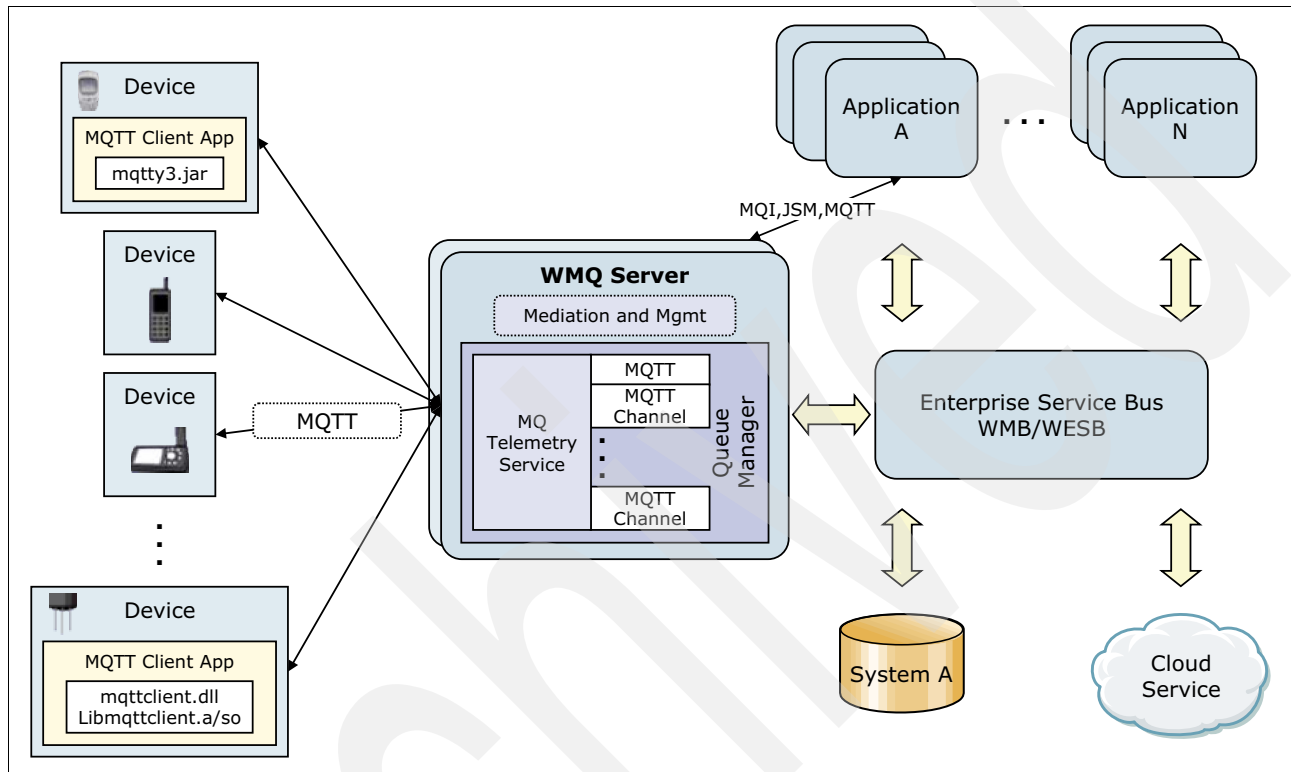 Device
MQTT Client App
mqtty3.jar
Device
Device
MQTT
Device
MQTT Client App
mqttclient.dll
Libmqttclient.a/so
WMQ Server
Mediation and Mgmt
MQ
Telemetry
Service
MQTT
MQTT
Channel
MQTT
Channel
Queue
Manager
MQI,JSM,MQTT
Application
A
...
Application
N
Enterprise Service Bus
WMB/WESB
System A
Cloud
Service